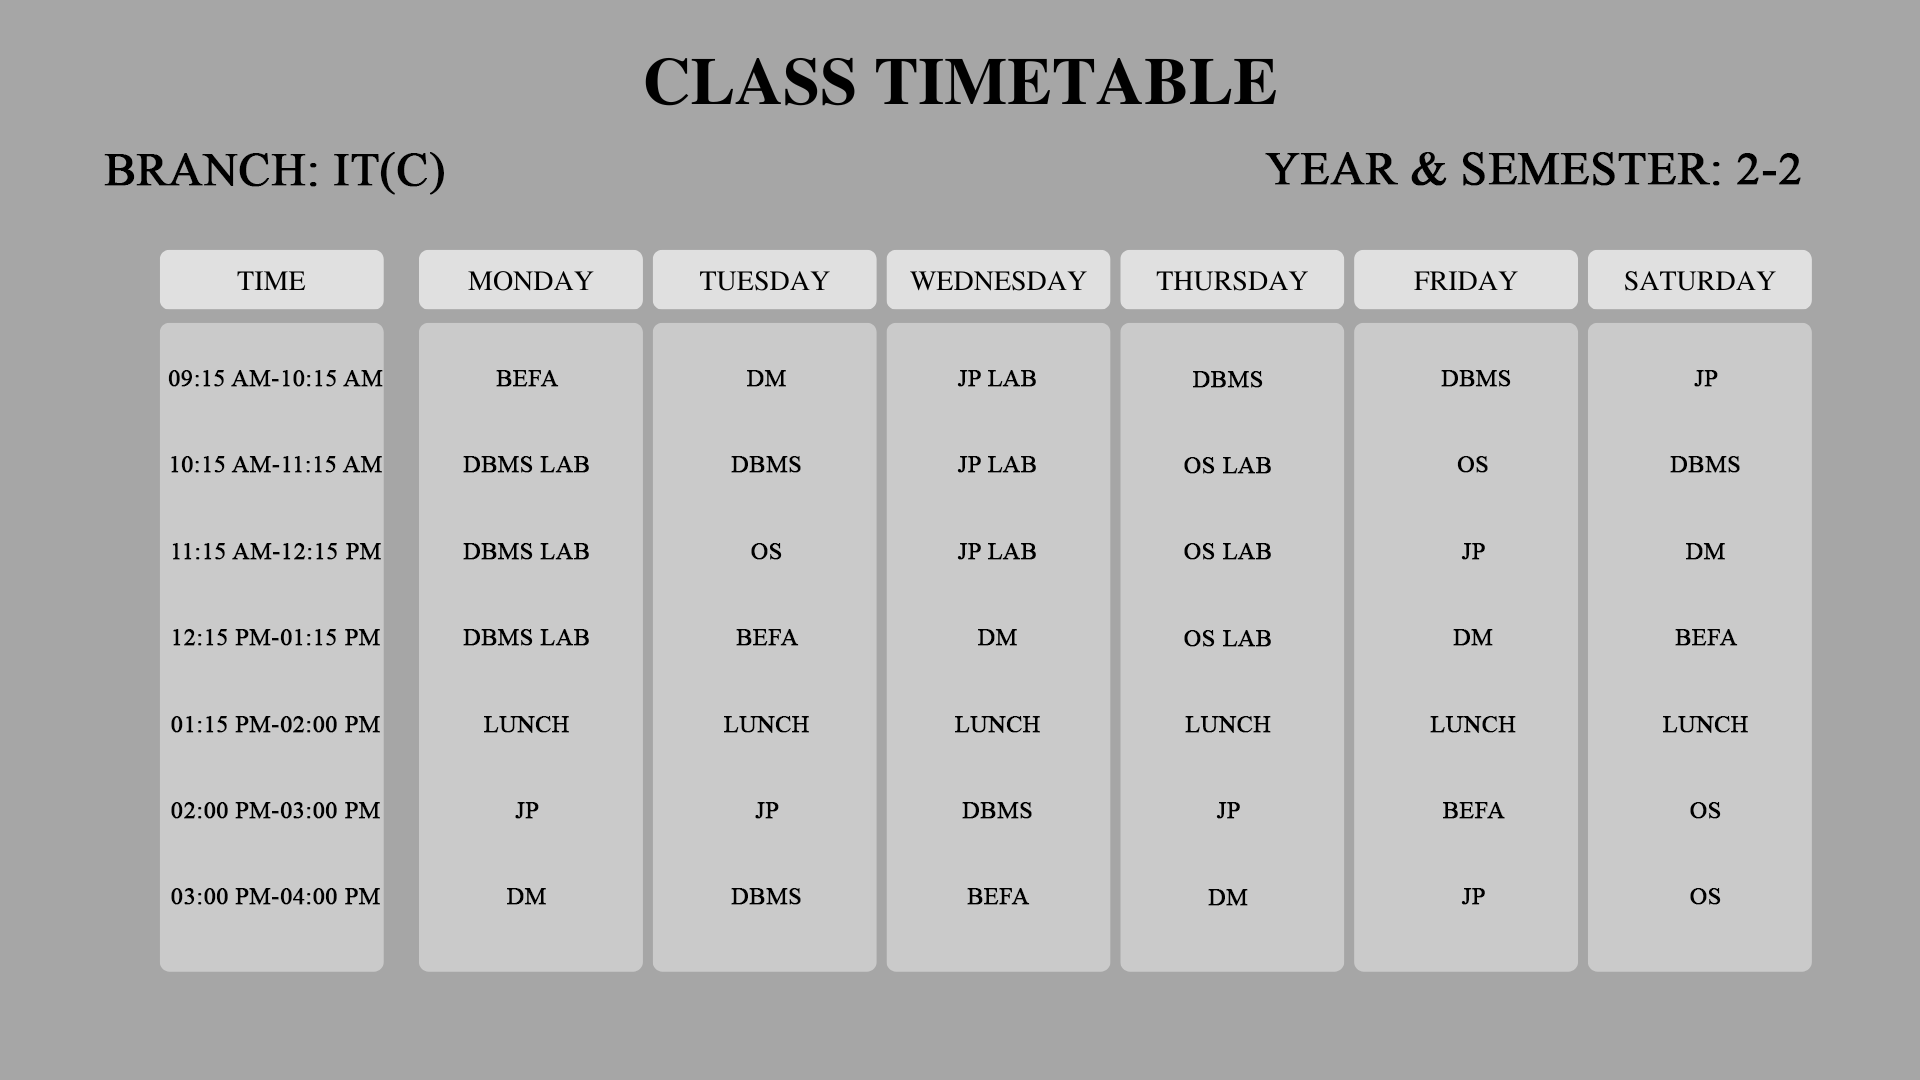 CLASS TIMETABLE
BRANCH: IT(C) YEAR & SEMESTER: 2-2
TIME MONDAY TUESDAY WEDNESDAY THURSDAY FRIDAY SATURDAY
09:15 AM-10:15 AM BEFA DM JP LAB DBMS DBMS JP
10:15 AM-11:15 AM DBMS LAB DBMS JP LAB OS LAB OS DBMS
11:15 AM-12:15 PM DBMS LAB OS JP LAB OS LAB JP DM
12:15 PM-01:15 PM DBMS LAB BEFA DM OS LAB DM BEFA
01:15 PM-02:00 PM LUNCH LUNCH LUNCH LUNCH LUNCH LUNCH
02:00 PM-03:00 PM JP JP DBMS JP BEFA OS
03:00 PM-04:00 PM DM DBMS BEFA DM JP OS